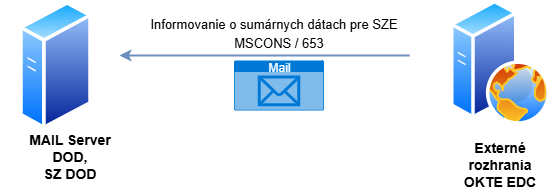 Informovanie o sumárnych dátach pre SZE
MSCONS / 653
Mail
MAIL Server
DOD,
SZ DOD
Externé
rozhrania
OKTE EDC